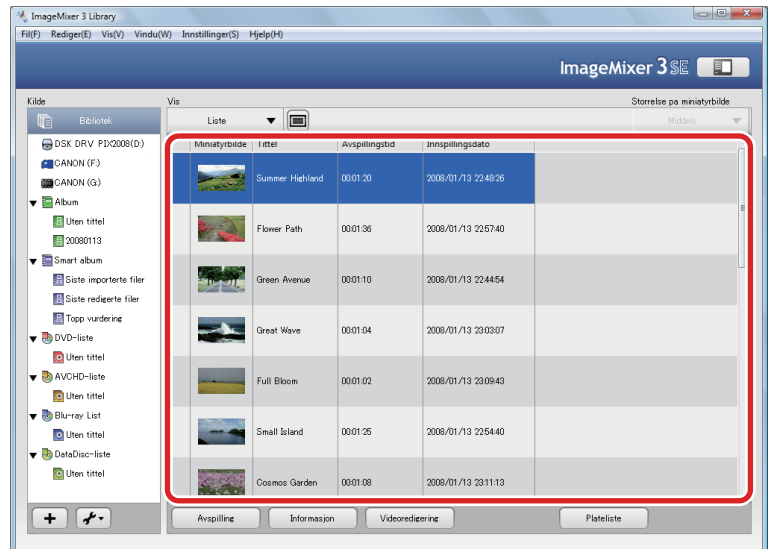 ImageMixer 3 Library
Fil(F) Rediger(E) Vis(V) Vindu(W) Innstillinger(S) Hjelp(H)
ImageMixer 3 SE
Kilde
Vis
Storrelse pa miniatyrbilde
Bibliotek
Liste
Middels
DSK DRV PIX2008(D:)
CANON (F:)
CANON (G:)
Album
Uten tittel
20080113
Smart album
Siste importerte filer
Siste redigerte filer
Topp vurdering
DVD-liste
Uten tittel
AVCHD-liste
Uten tittel
Blu-ray List
Uten tittel
DataDisc-liste
Uten tittel
Miniatyrbilde Tittel Avspillingstid Innspillingsdato
Summer Highland 00:01:20 2008/01/13 22:48:26
Flower Path 00:01:36 2008/01/13 22:57:40
Green Avenue 00:01:10 2008/01/13 22:44:54
Great Wave 00:01:04 2008/01/13 23:03:07
Full Bloom 00:01:02 2008/01/13 23:09:43
Small Island 00:01:25 2008/01/13 22:54:40
Cosmos Garden 00:01:08 2008/01/13 23:11:13
Avspilling Informasjon Videoredigering Plateliste